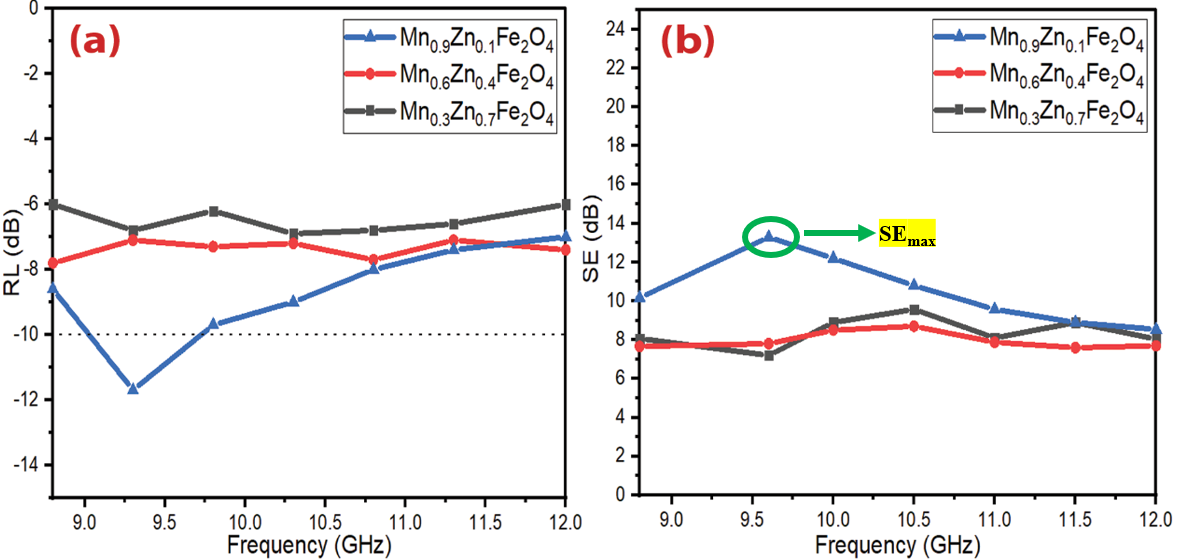 (a)
Mn₀.₉Zn₀.₁Fe₂O₄
Mn₀.₆Zn₀.₄Fe₂O₄
Mn₀.₃Zn₀.₇Fe₂O₄
0
-2
-4
-6
-8
-10
-12
-14
RL (dB)
9.0 9.5 10.0 10.5 11.0 11.5 12.0
Frequency (GHz)
(b)
Mn₀.₉Zn₀.₁Fe₂O₄
Mn₀.₆Zn₀.₄Fe₂O₄
Mn₀.₃Zn₀.₇Fe₂O₄
SEmax
24
22
20
18
16
14
12
10
8
6
4
2
0
SE (dB)
9.0 9.5 10.0 10.5 11.0 11.5 12.0
Frequency (GHz)